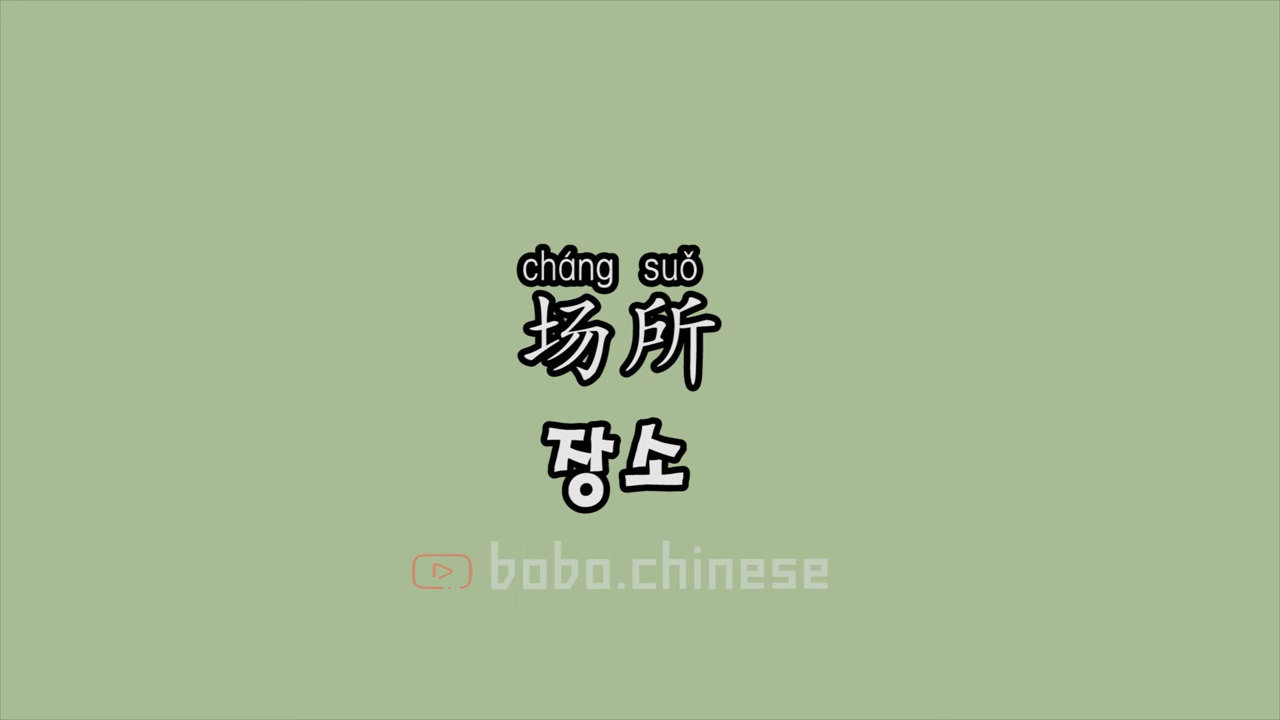 cháng suǒ
场所
장소
bobo.chinese